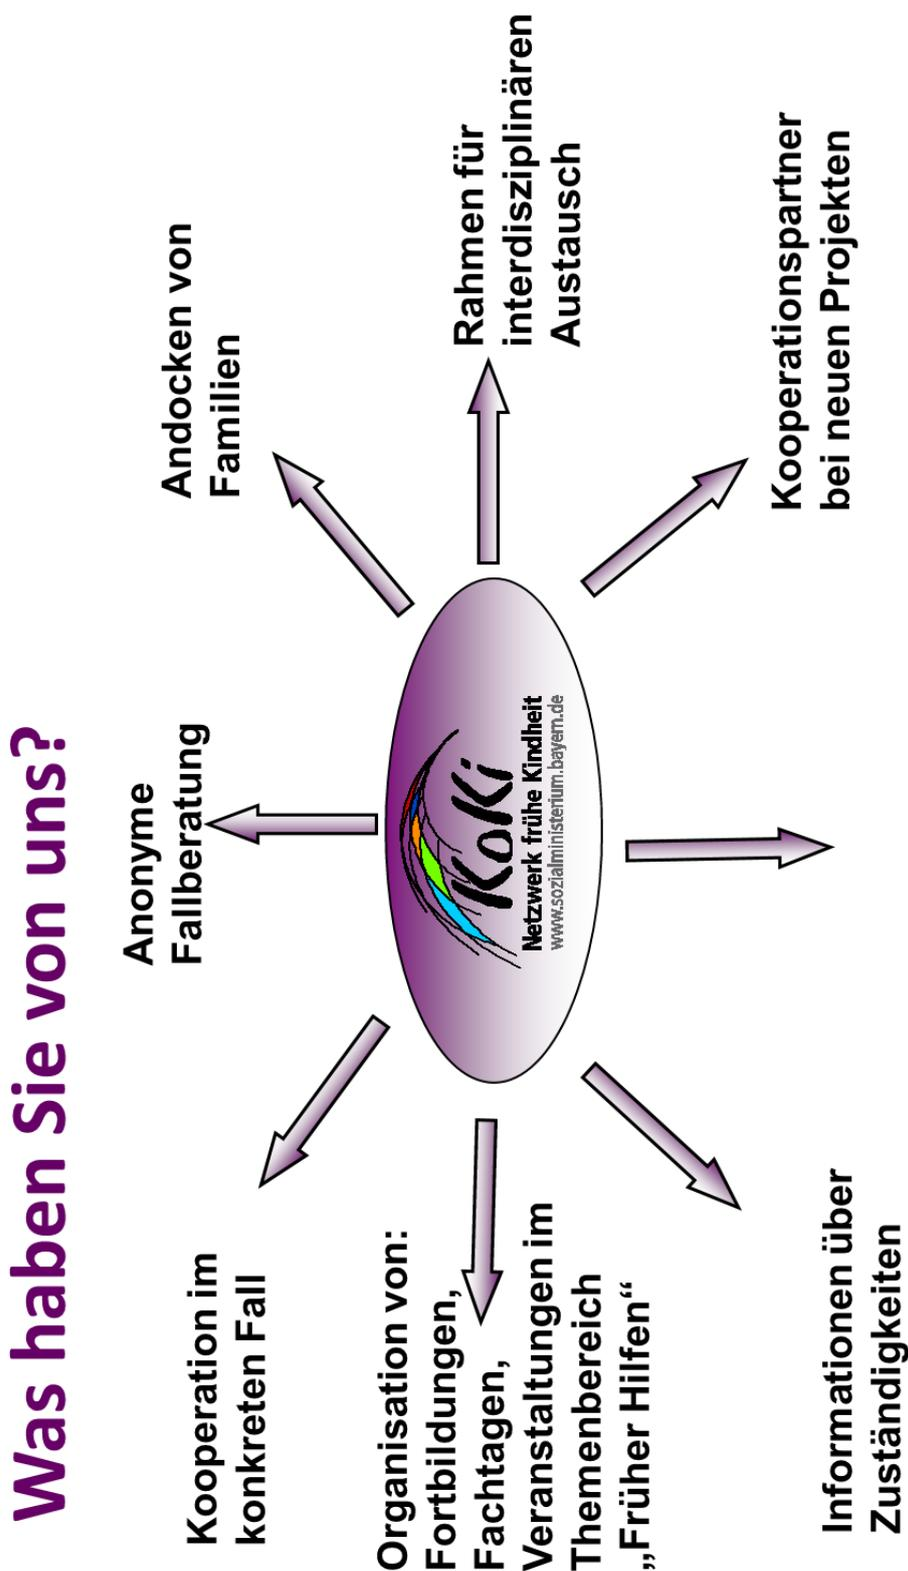 Was haben Sie von uns?
Anonyme
Fallberatung
Andocken von
Familien
Kooperation im
konkreten Fall
Rahmen für
interdisziplinären
Austausch
Organisation von:
Fortbildungen,
Fachtagen,
Veranstaltungen im
Themenbereich
„Früher Hilfen“
KoKi
Netzwerk frühe Kindheit
www.sozialministerium.bayern.de
Kooperationspartner
bei neuen Projekten
Informationen über
Zuständigkeiten